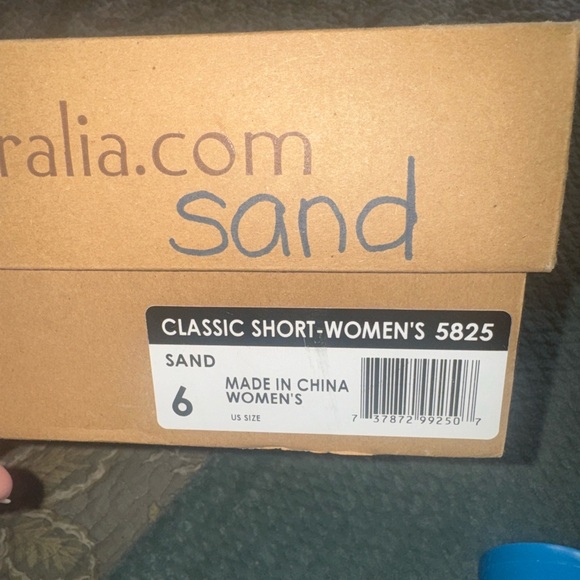 ralia.com
sand
CLASSIC SHORT-WOMEN'S 5825
SAND
6
MADE IN CHINA
WOMEN'S
US SIZE
7 37872 99250 7